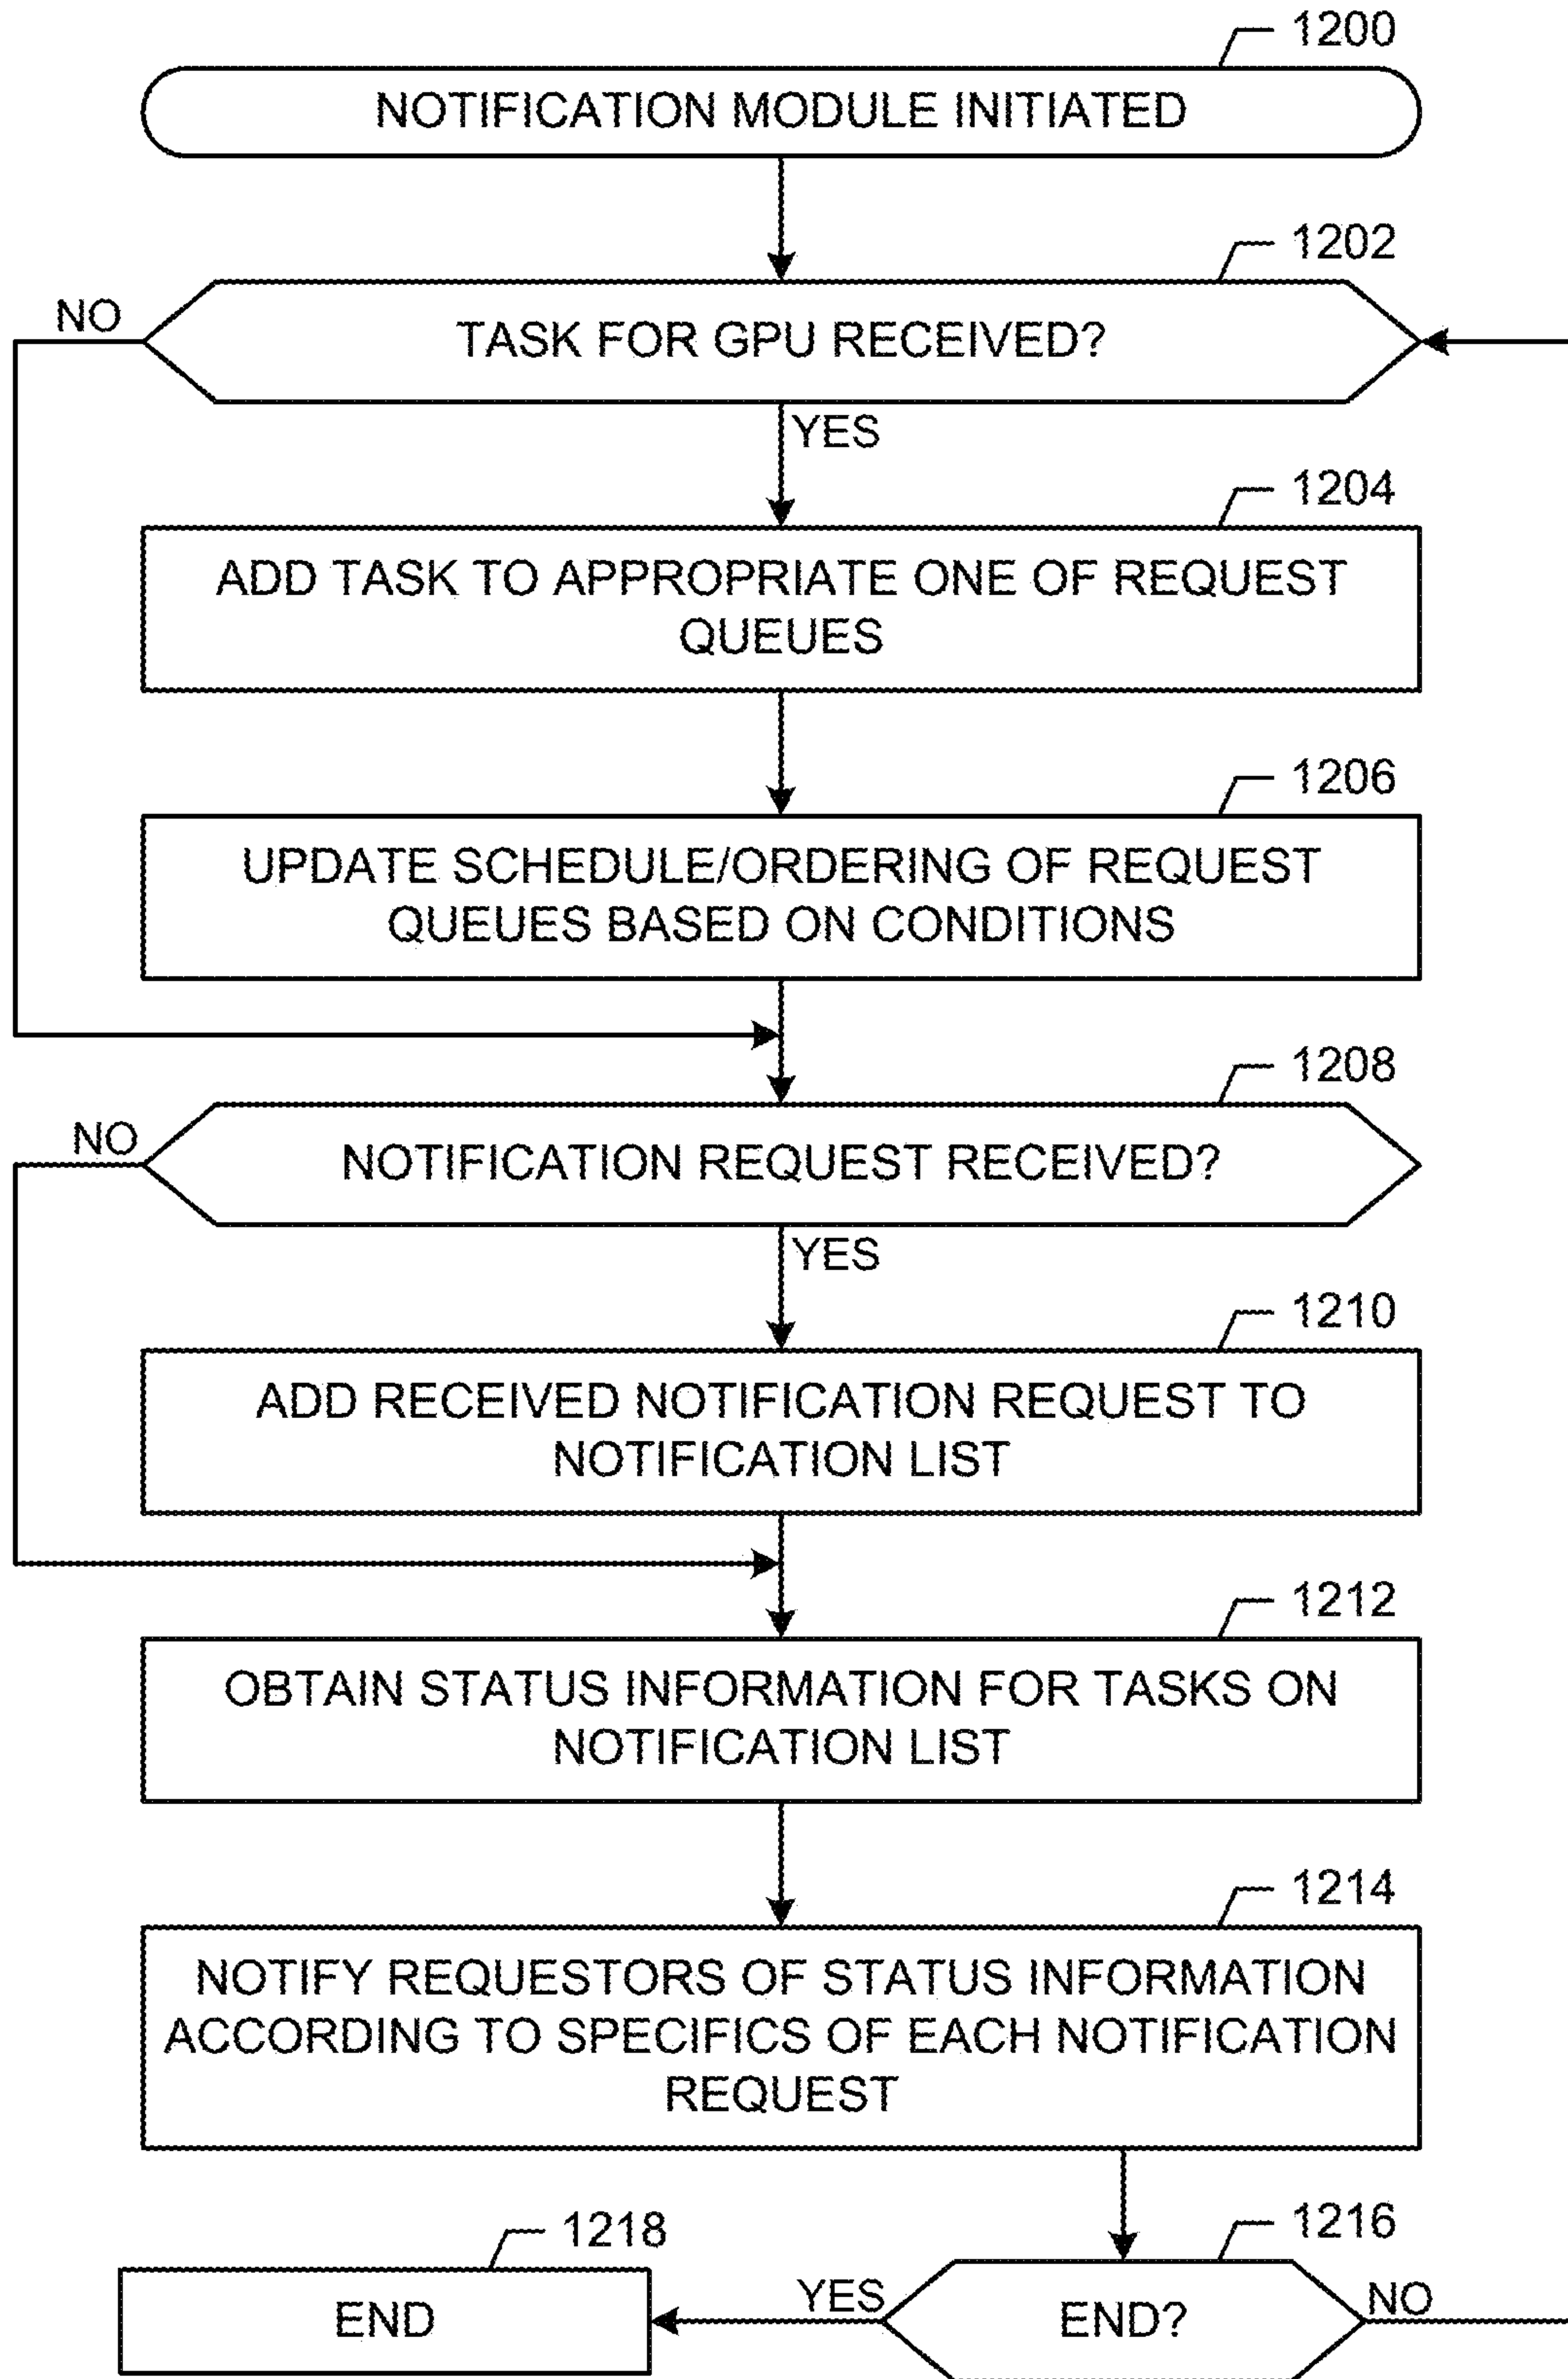 1200
NOTIFICATION MODULE INITIATED
1202
NO
TASK FOR GPU RECEIVED?
YES
1204
ADD TASK TO APPROPRIATE ONE OF REQUEST
QUEUES
1206
UPDATE SCHEDULE/ORDERING OF REQUEST
QUEUES BASED ON CONDITIONS
1208
NO
NOTIFICATION REQUEST RECEIVED?
YES
1210
ADD RECEIVED NOTIFICATION REQUEST TO
NOTIFICATION LIST
1212
OBTAIN STATUS INFORMATION FOR TASKS ON
NOTIFICATION LIST
1214
NOTIFY REQUESTORS OF STATUS INFORMATION
ACCORDING TO SPECIFICS OF EACH NOTIFICATION
REQUEST
1218
1216
END
YES
END?
NO